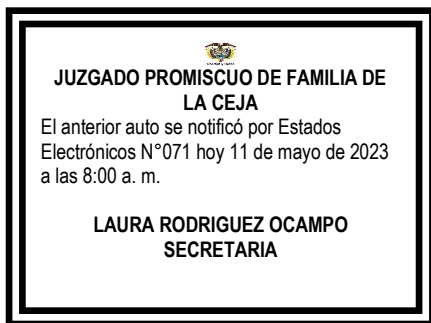 JUZGADO PROMISCUO DE FAMILIA DE
LA CEJA
El anterior auto se notificó por Estados
Electrónicos N°071 hoy 11 de mayo de 2023
a las 8:00 a. m.
LAURA RODRIGUEZ OCAMPO
SECRETARIA